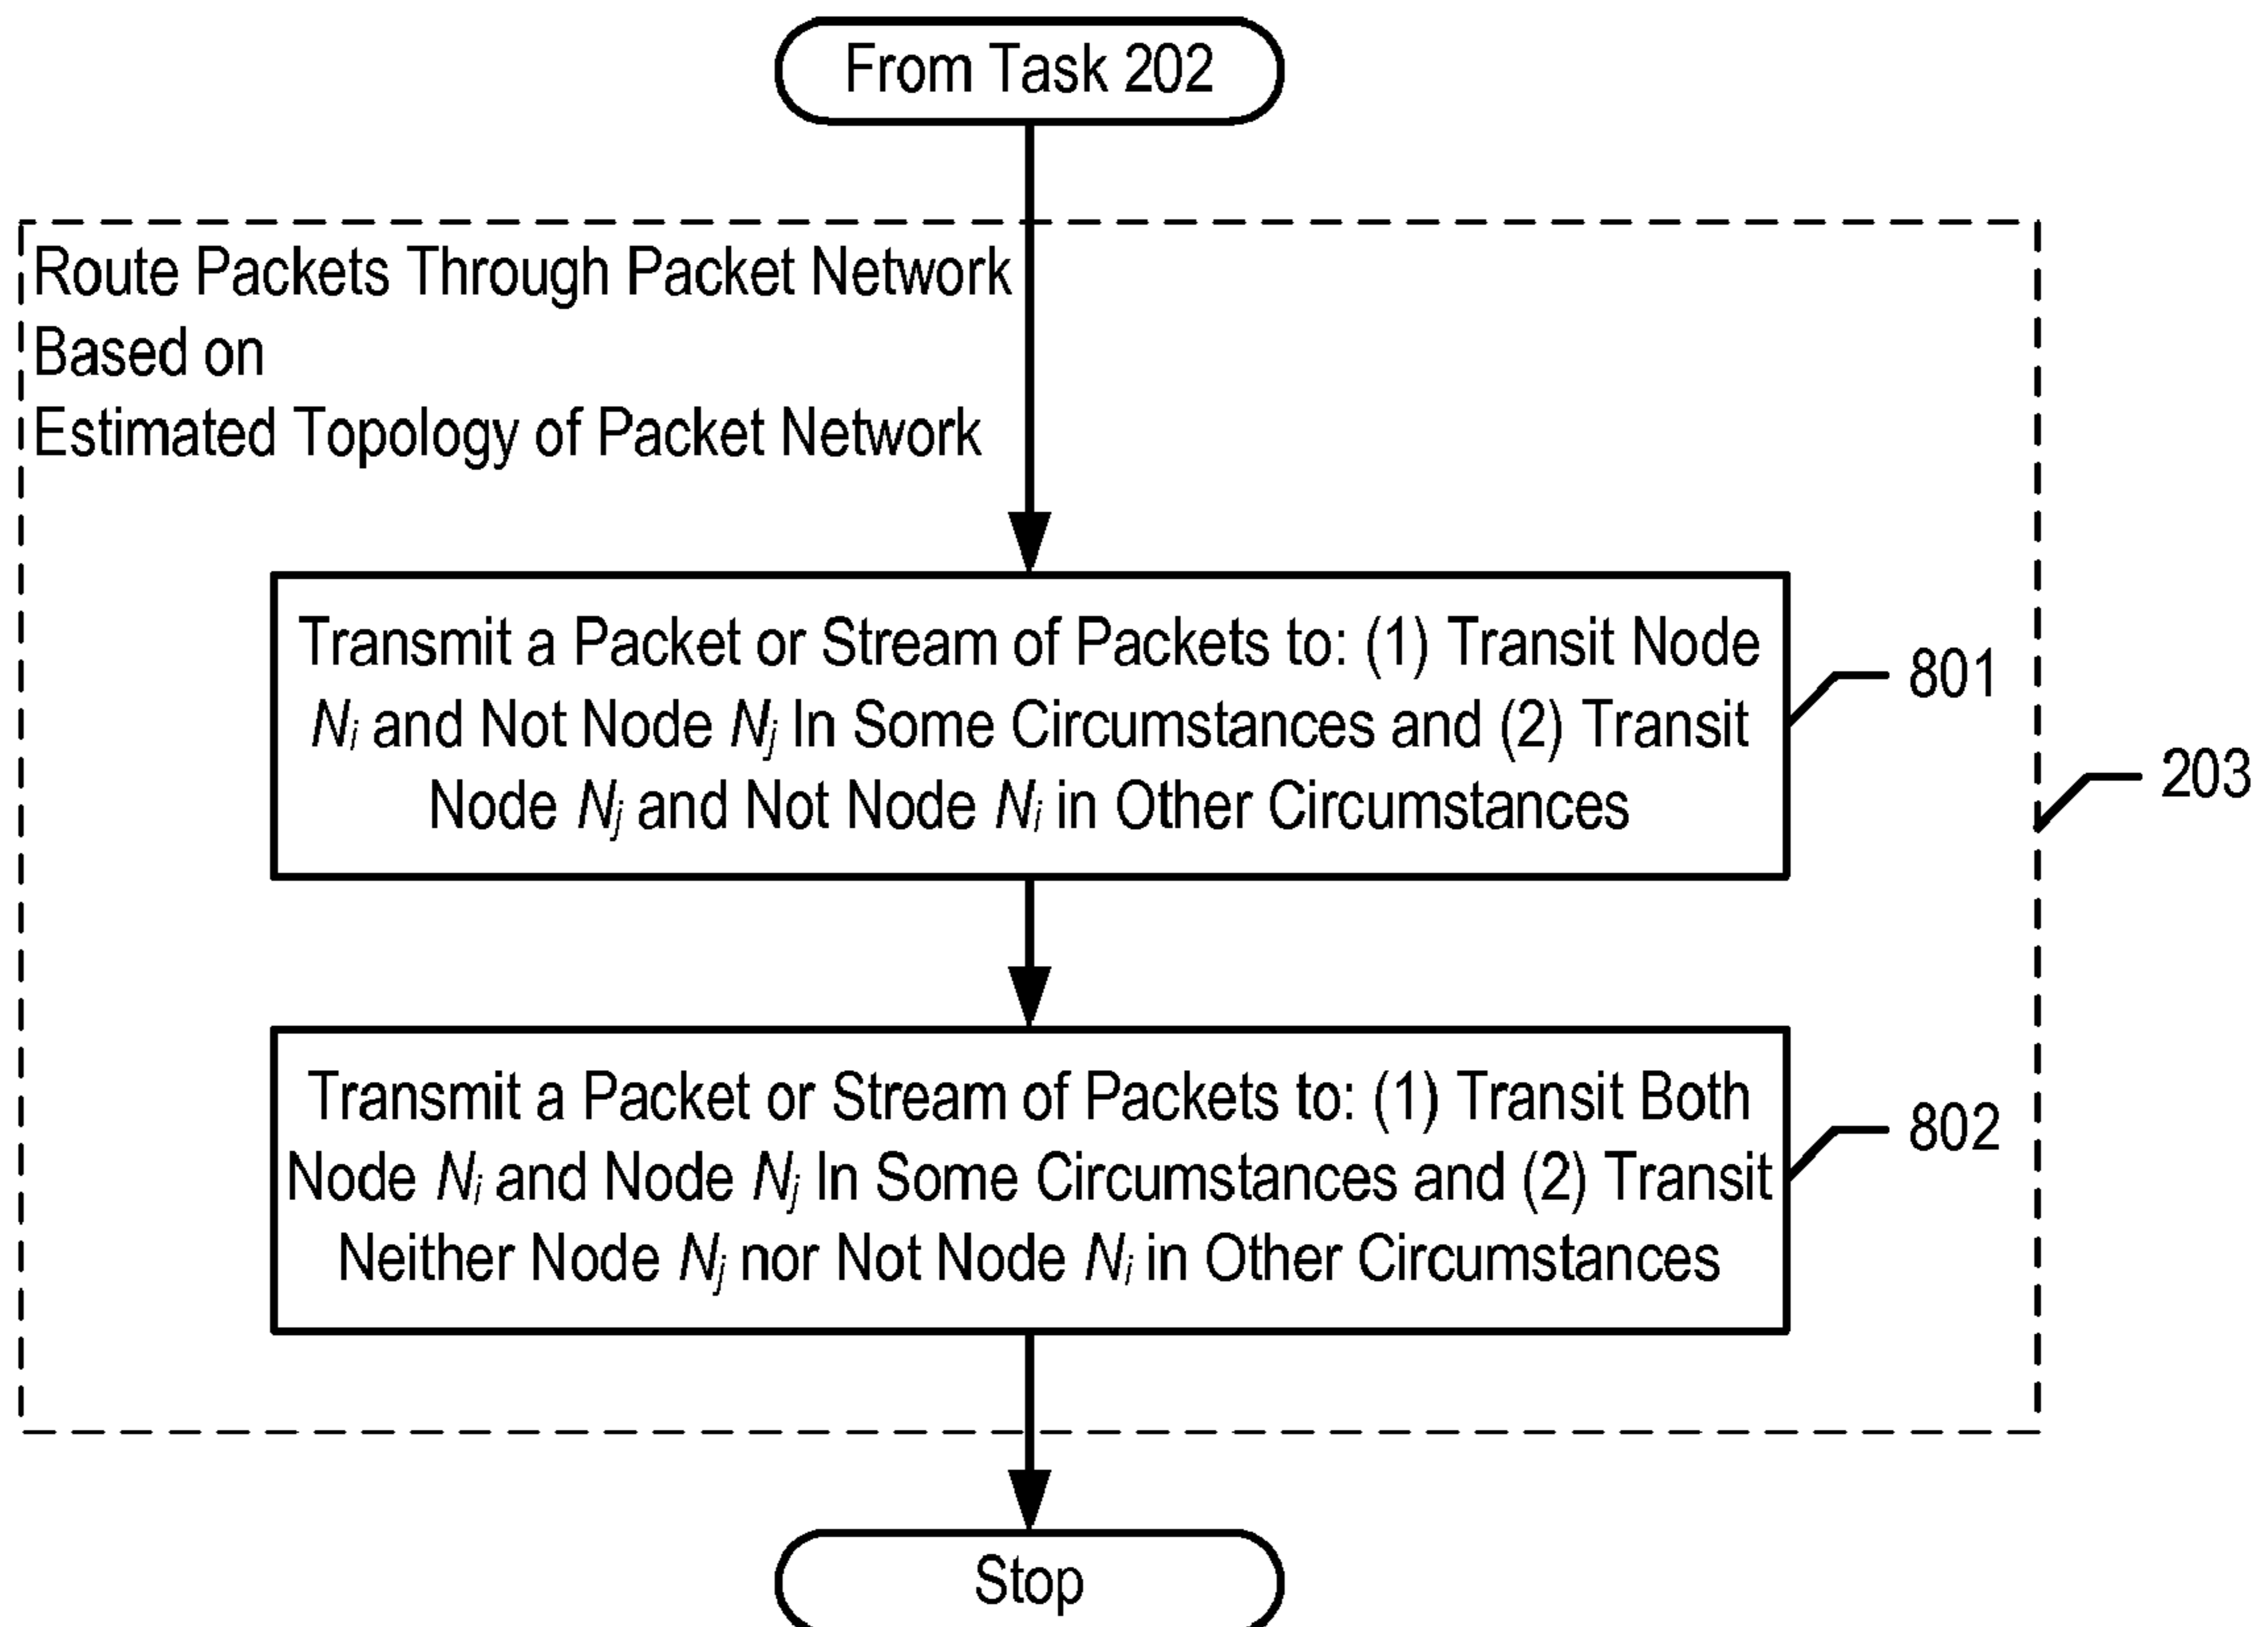 From Task 202
Route Packets Through Packet Network
Based on
Estimated Topology of Packet Network
Transmit a Packet or Stream of Packets to: (1) Transit Node
Ni and Not Node Nj In Some Circumstances and (2) Transit
Node Nj and Not Node Ni in Other Circumstances
801
203
Transmit a Packet or Stream of Packets to: (1) Transit Both
Node Ni and Node Nj In Some Circumstances and (2) Transit
Neither Node Nj nor Not Node Ni in Other Circumstances
802
Stop